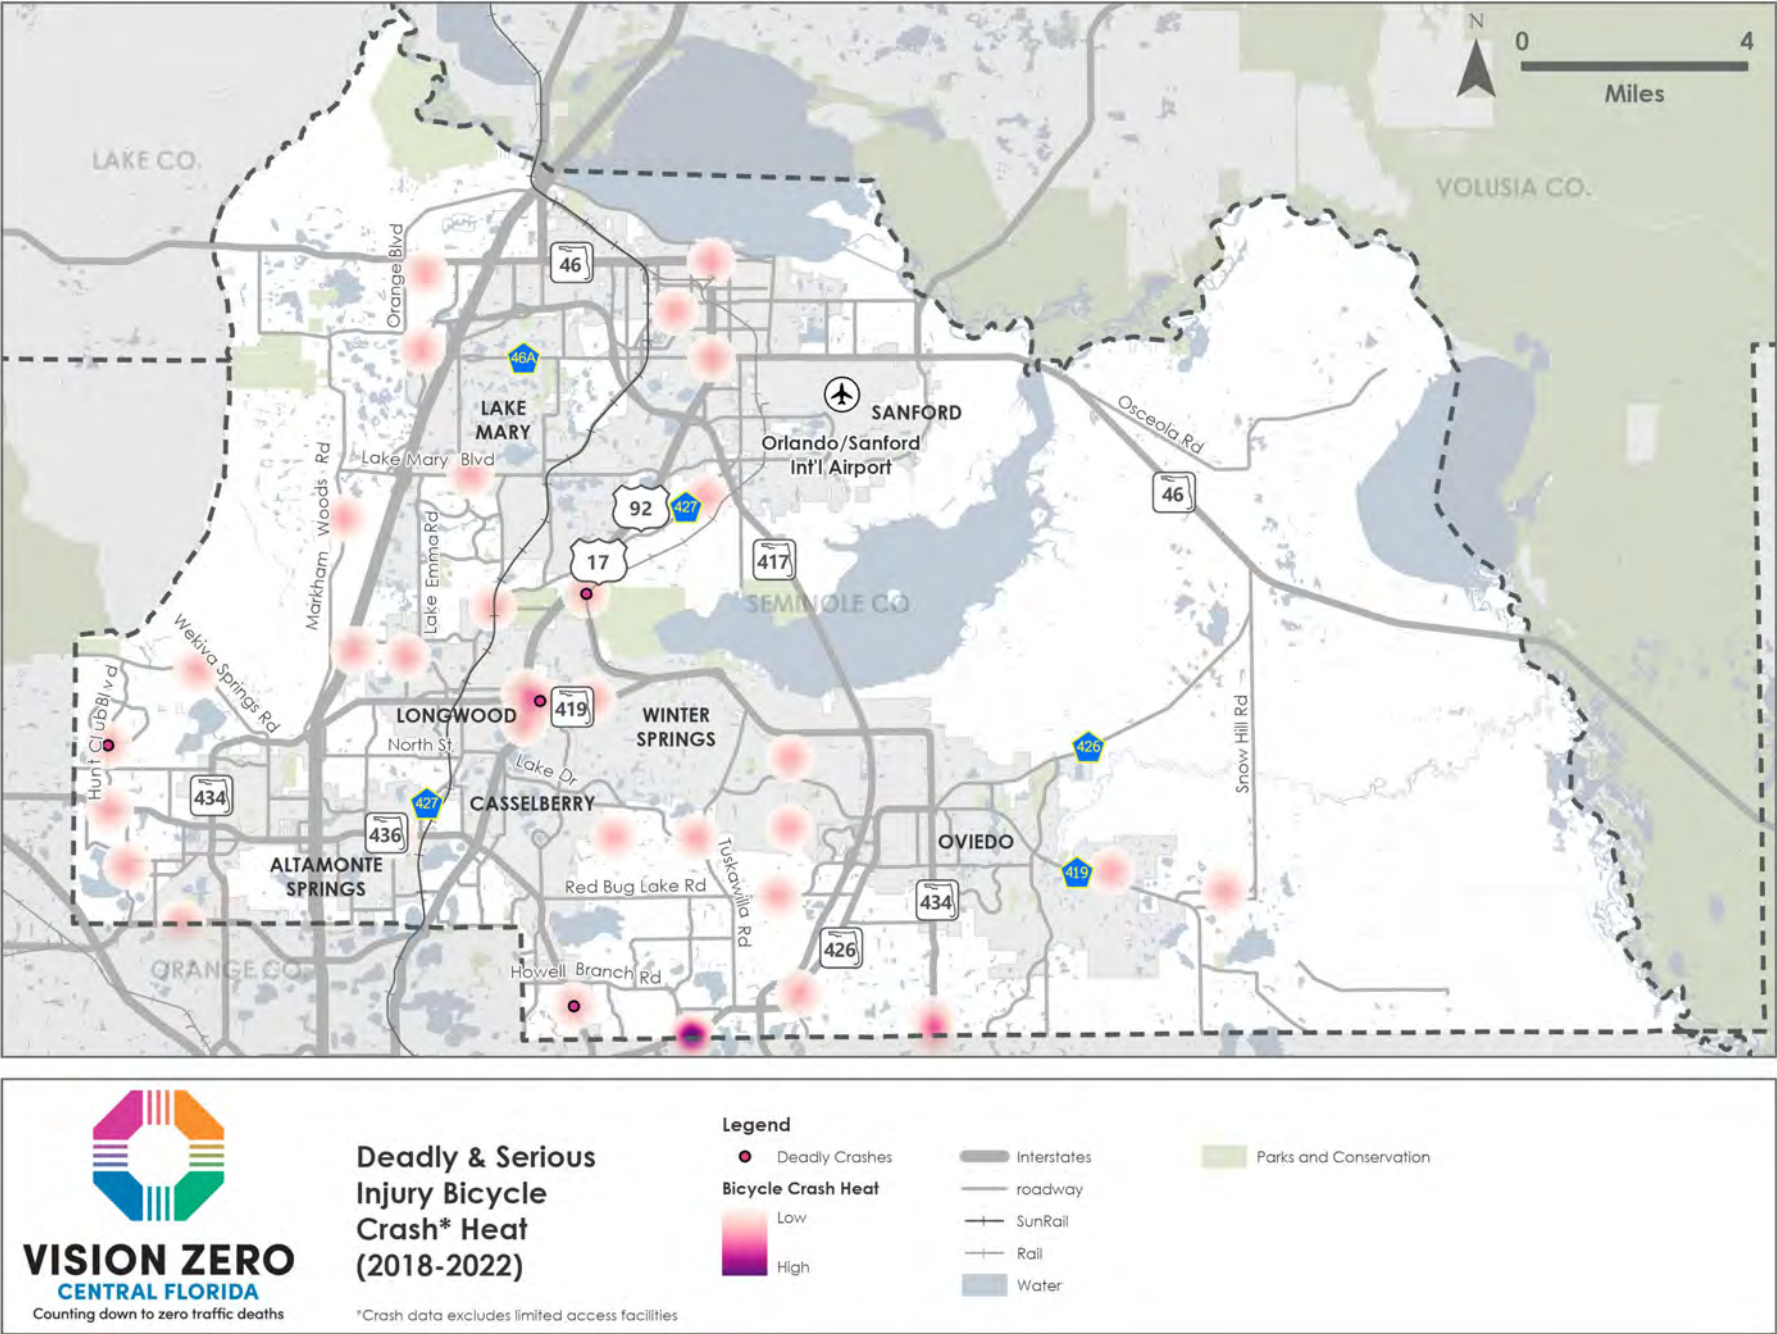 N
0 4
Miles
LAKE CO.
VOLUSIA CO.
Orange Blvd
46
46A
LAKE
MARY
SANFORD
Orlando/Sanford
Int'l Airport
Osceola Rd
46
Lake Mary Blvd
Markham Woods Rd
92
427
Lake Emma Rd
17
417
SEMINOLE CO
Wekiva Springs Rd
Hunt Club Blvd
LONGWOOD
419
WINTER
SPRINGS
North St
Lake Dr
426
Snow Hill Rd
434
427
CASSELBERRY
436
OVIEDO
ALTAMONTE
SPRINGS
Tuskawilla Rd
419
Red Bug Lake Rd
434
426
ORANGE CO.
Howell Branch Rd
VISION ZERO
CENTRAL FLORIDA
Counting down to zero traffic deaths
Deadly & Serious
Injury Bicycle
Crash* Heat
(2018-2022)
*Crash data excludes limited access facilities
Legend
Deadly Crashes
Bicycle Crash Heat
Low
High
Interstates
roadway
SunRail
Rail
Water
Parks and Conservation